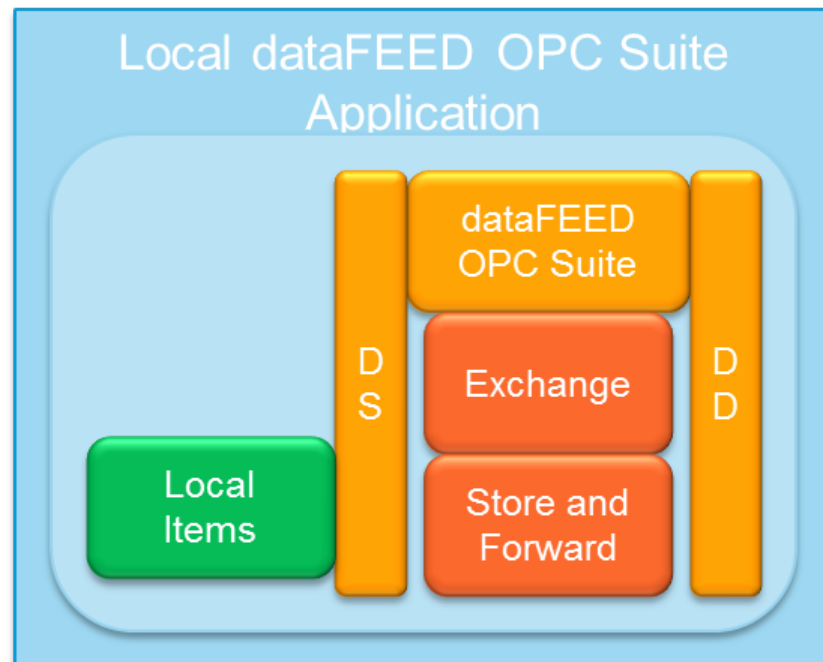 Local dataFEED OPC Suite
Application
dataFEED
OPC Suite
D
S
Exchange
D
D
Local
Items
Store and
Forward